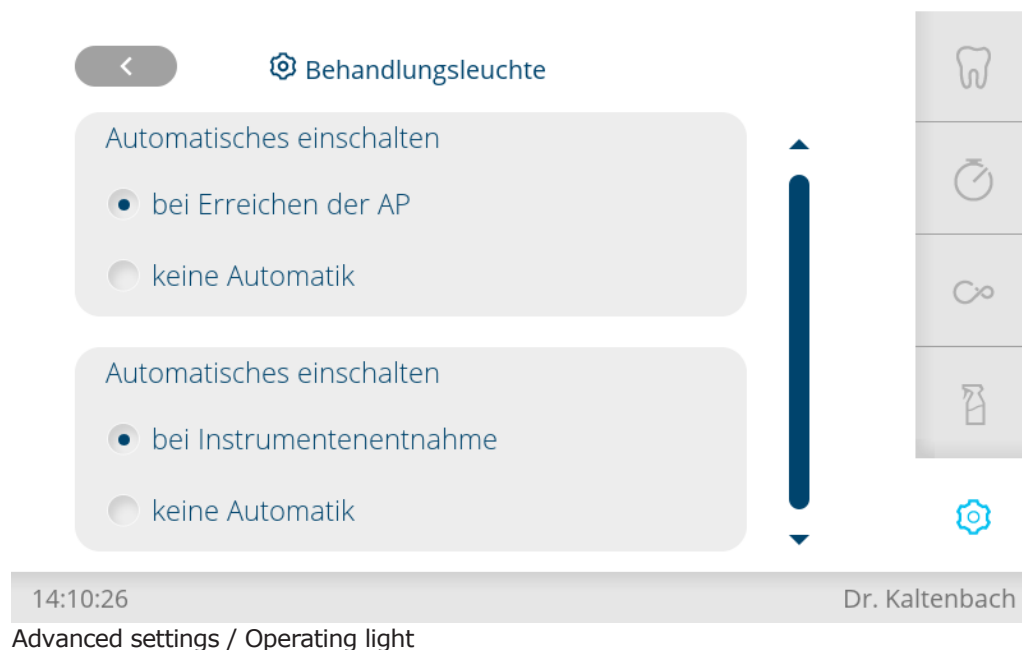 Behandlungsleuchte
Automatisches einschalten
bei Erreichen der AP
keine Automatik
Automatisches einschalten
bei Instrumentenentnahme
keine Automatik
14:10:26 Dr. Kaltenbach
Advanced settings / Operating light